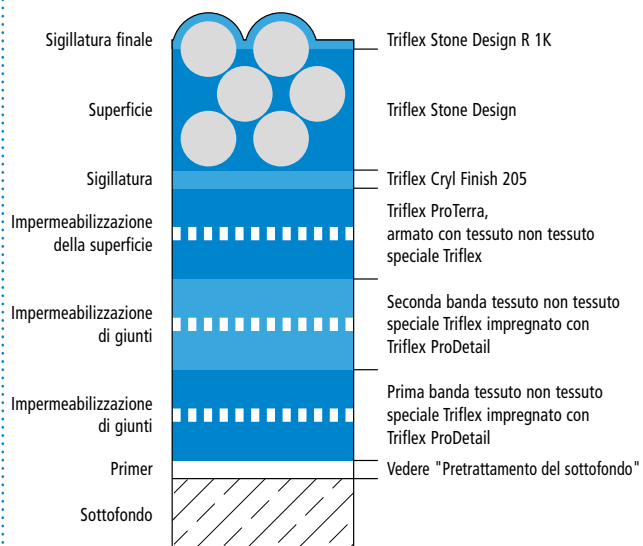 Sigillatura finale
Triflex Stone Design R 1K
Superficie
Triflex Stone Design
Sigillatura
Triflex Cryl Finish 205
Impermeabilizzazione
della superficie
Triflex ProTerra,
armato con tessuto non tessuto
speciale Triflex
Impermeabilizzazione
di giunti
Seconda banda tessuto non tessuto
speciale Triflex impregnato con
Triflex ProDetail
Impermeabilizzazione
di giunti
Prima banda tessuto non tessuto
speciale Triflex impregnato con
Triflex ProDetail
Primer
Vedere "Pretrattamento del sottofondo"
Sottofondo